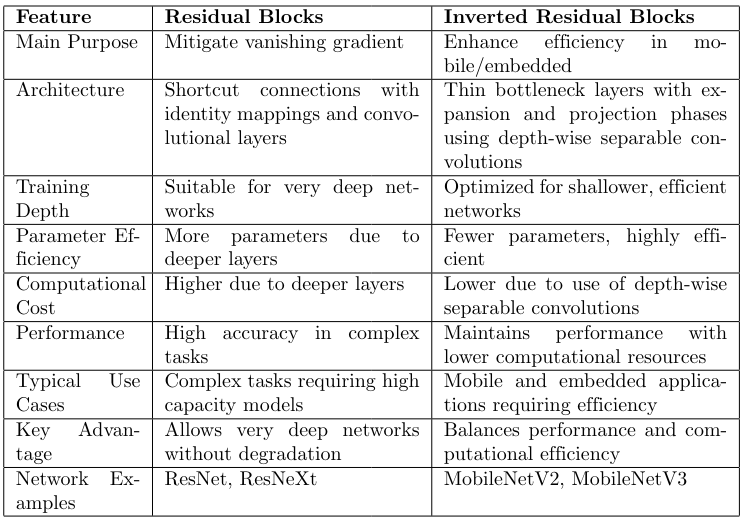 Feature Residual Blocks Inverted Residual Blocks
Main Purpose Mitigate vanishing gradient Enhance efficiency in mo-
bile/embedded
Architecture Shortcut connections with Thin bottleneck layers with ex-
identity mappings and convo- pansion and projection phases
lutional layers using depth-wise separable con-
volutions
Training Suitable for very deep net- Optimized for shallower, efficient
Depth works networks
Parameter Ef- More parameters due to Fewer parameters, highly effi-
ficiency deeper layers cient
Computational Higher due to deeper layers Lower due to use of depth-wise
Cost separable convolutions
Performance High accuracy in complex Maintains performance with
tasks lower computational resources
Typical Use Complex tasks requiring high Mobile and embedded applica-
Cases capacity models tions requiring efficiency
Key Advan- Allows very deep networks Balances performance and com-
tage without degradation putational efficiency
Network Ex- ResNet, ResNeXt MobileNetV2, MobileNetV3
amples